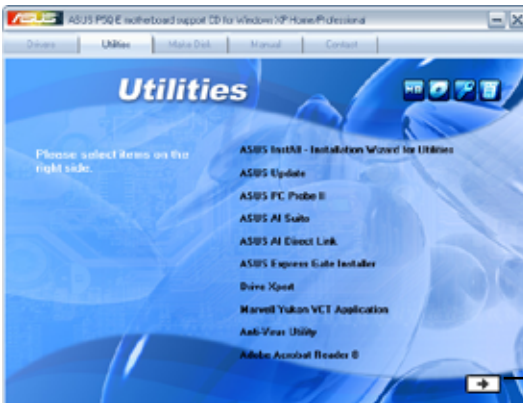 ASUS
ASUS P5Q-E motherboard support CD for Windows XP Home/Professional
Drivers Utilities Make Disk Manual Contact
Utilities
Please select items on the
right side.
ASUS InstAll - Installation Wizard for Utilities
ASUS Update
ASUS PC Probe II
ASUS AI Suite
ASUS AI Direct Link
ASUS Express Gate Installer
Drive Xpert
Marvell Yukon VCT Application
Anti-Virus Utility
Adobe Acrobat Reader 8